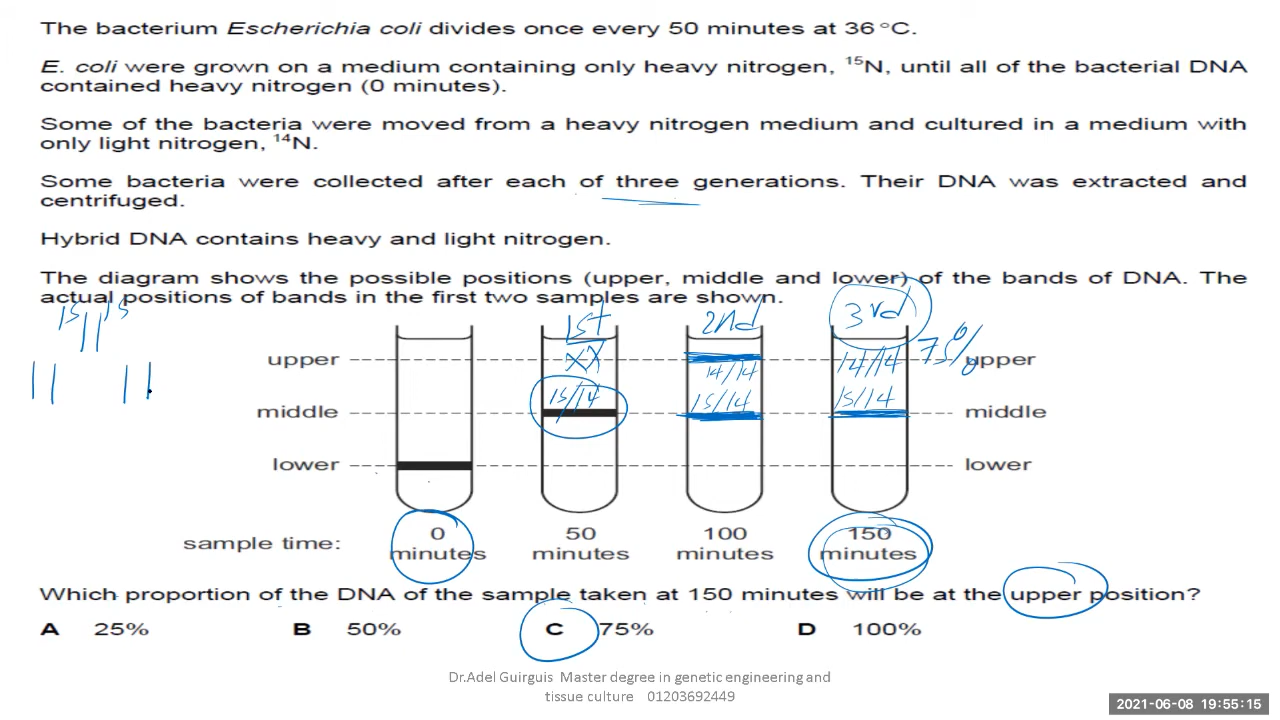 The bacterium Escherichia coli divides once every 50 minutes at 36 °C.
E. coli were grown on a medium containing only heavy nitrogen, ¹⁵N, until all of the bacterial DNA
contained heavy nitrogen (0 minutes).
Some of the bacteria were moved from a heavy nitrogen medium and cultured in a medium with
only light nitrogen, ¹⁴N.
Some bacteria were collected after each of three generations. Their DNA was extracted and
centrifuged.
Hybrid DNA contains heavy and light nitrogen.
The diagram shows the possible positions (upper, middle and lower) of the bands of DNA. The
actual positions of bands in the first two samples are shown.
15 15
1st 2nd 3rd
upper XX 14/14 14/14 75% upper
middle 15/14 15/14 15/14 middle
lower lower
sample time: 0 minutes 50 minutes 100 minutes 150 minutes
Which proportion of the DNA of the sample taken at 150 minutes will be at the upper position?
A 25% B 50% C 75% D 100%
Dr.Adel Guirguis Master degree in genetic engineering and
tissue culture 01203692449
2021-06-08 19:55:15